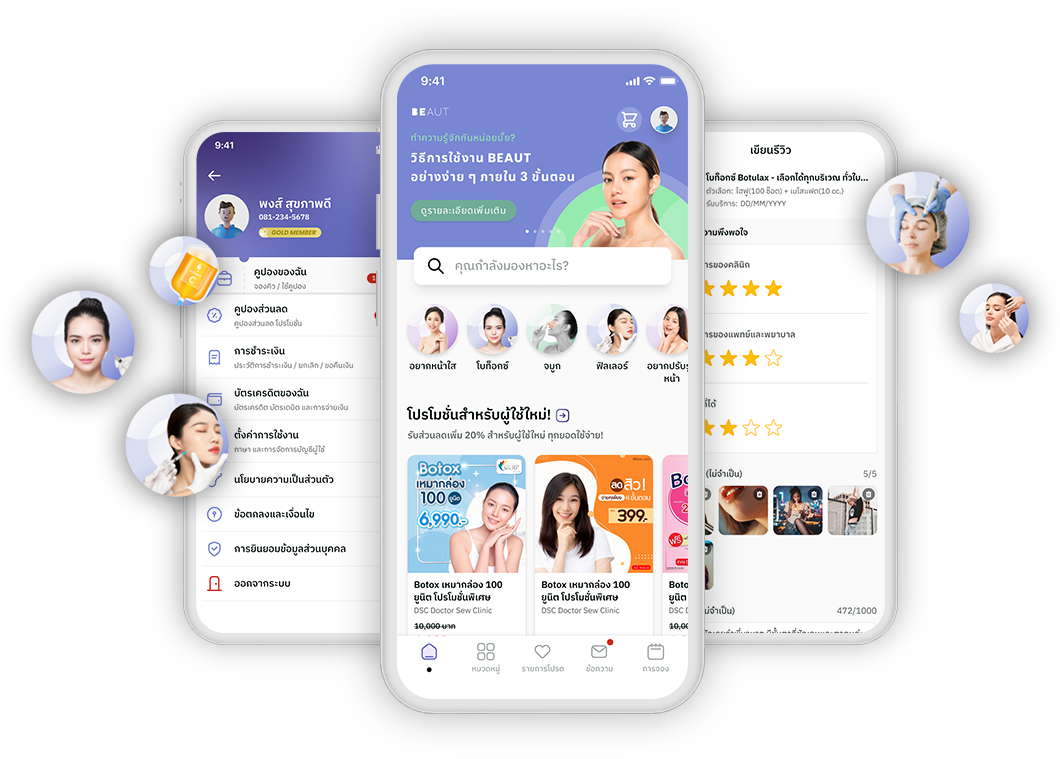 9:41
พงส์ สุขภาพดี
081-234-5678
GOLD MEMBER
คูปองของฉัน
จองคิว / ใช้คูปอง
1
คูปองส่วนลด
คูปองส่วนลด โปรโมชั่น
การชำระเงิน
ประวัติการชำระเงิน / ยกเลิก / ขอคืนเงิน
บัตรเครดิตของฉัน
บัตรเครดิต บัตรเดบิต และการจ่ายเงิน
ตั้งค่าการใช้งาน
ภาษา และการจัดการบัญชีผู้ใช้
นโยบายความเป็นส่วนตัว
ข้อตกลงและเงื่อนไข
การยินยอมข้อมูลส่วนบุคคล
ออกจากระบบ
9:41
BEAUT
ทำความรู้จักกันหน่อยมั้ย?
วิธีการใช้งาน BEAUT
อย่างง่าย ๆ ภายใน 3 ขั้นตอน
ดูรายละเอียดเพิ่มเติม
คุณกำลังมองหาอะไร?
อยากหน้าใส
โบท็อกซ์
จมูก
ฟิลเลอร์
อยากปรับรู
หน้า
โปรโมชั่นสำหรับผู้ใช้ใหม่!
รับส่วนลดเพิ่ม 20% สำหรับผู้ใช้ใหม่ ทุกยอดใช้จ่าย!
Botox
เหมากล่อง
100 ยูนิต
6,990.-
ลดสิว!
4 ขั้นตอน
399.-
Bo
2
ฟรี
Botox เหมากล่อง 100
ยูนิต โปรโมชั่นพิเศษ
DSC Doctor Sew Clinic
10,000 บาท
Botox เหมากล่อง 100
ยูนิต โปรโมชั่นพิเศษ
DSC Doctor Sew Clinic
Botox
ยูนิต
DSC D
10,00
หมวดหมู่
รายการโปรด
ข้อความ
การจอง
เขียนรีวิว
โบท็อกซ์ Botulax - เลือกได้ทุกบริเวณ ทั่วใบ...
ตัวเลือก: ไฮฟู(100 ช็อต) + เมโสแฟต(10 cc.)
รับบริการ: DD/MM/YYYY
วามพึงพอใจ
ารของคลินิก
ารของแพทย์และพยาบาล
ที่ได้
(ไม่จำเป็น)
5/5
ม่จำเป็น)
472/1000